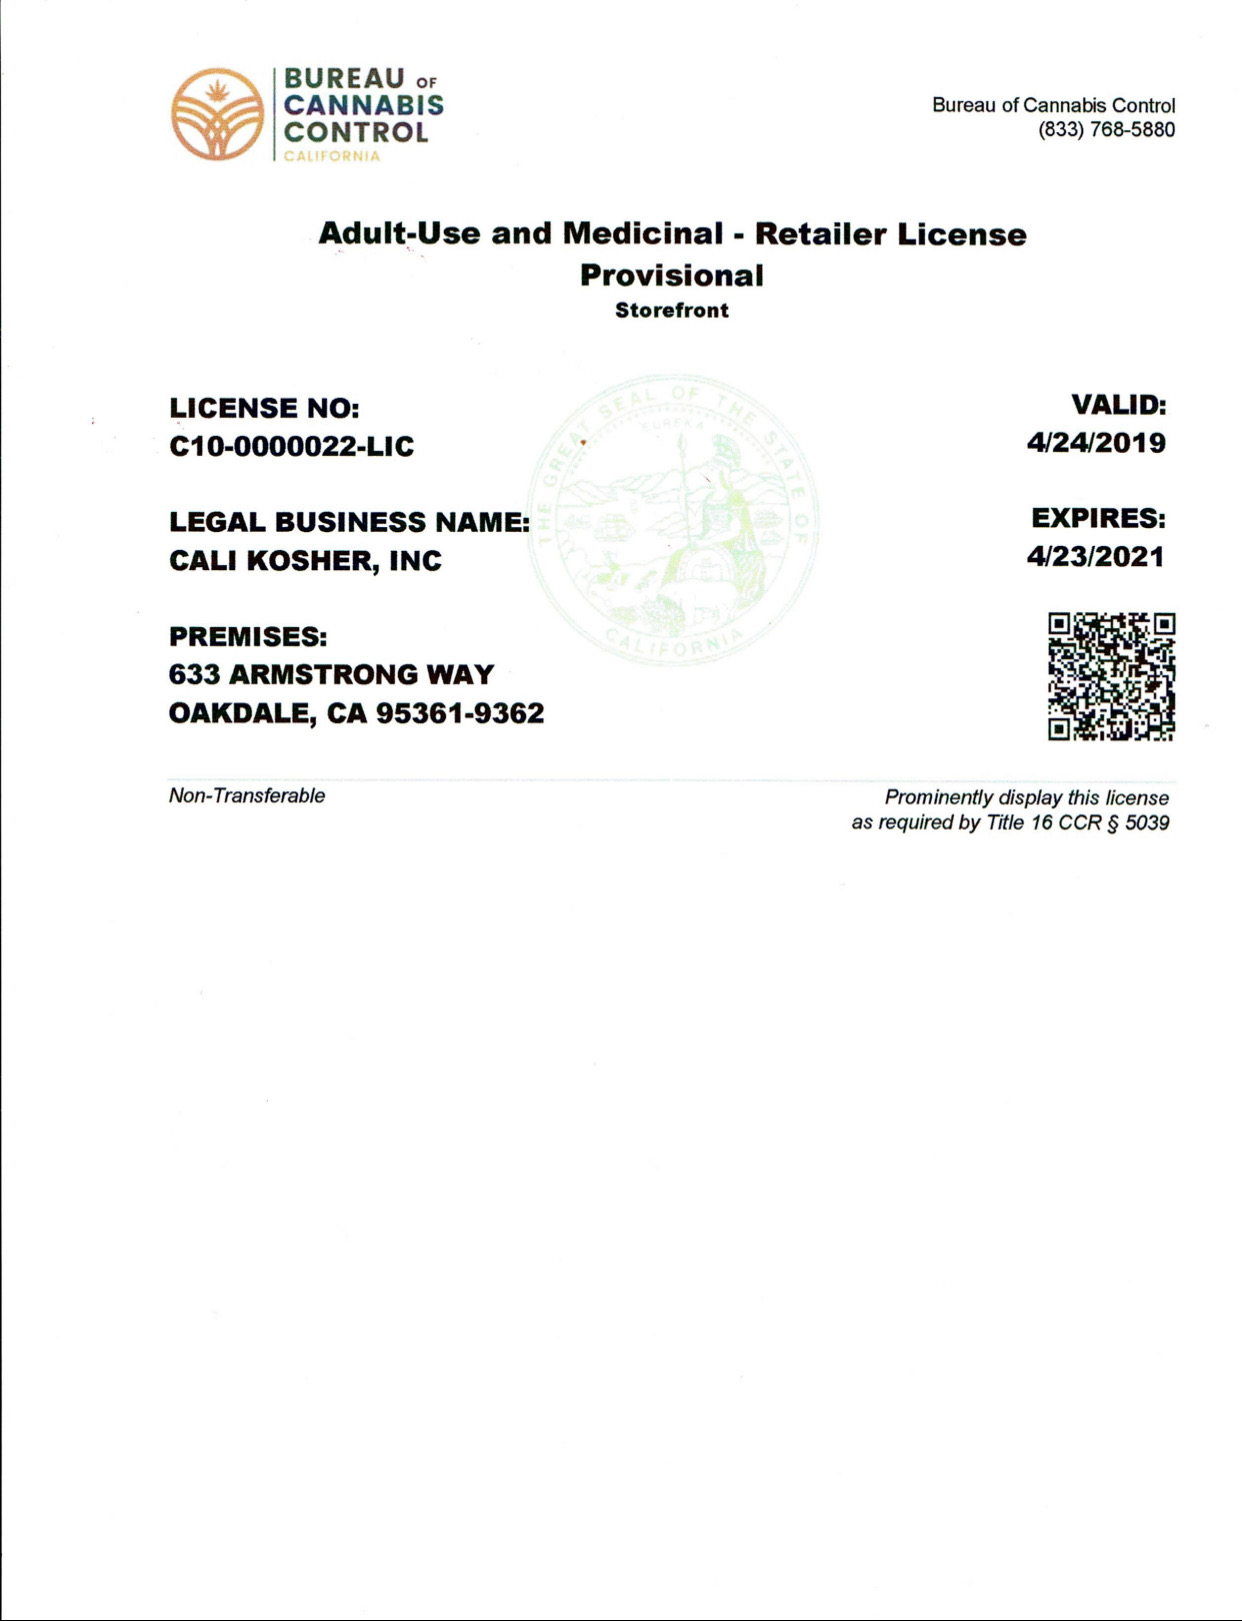 BUREAU OF
CANNABIS
CONTROL
CALIFORNIA
Bureau of Cannabis Control
(833) 768-5880
Adult-Use and Medicinal - Retailer License
Provisional
Storefront
LICENSE NO:
C10-0000022-LIC
VALID:
4/24/2019
LEGAL BUSINESS NAME:
CALI KOSHER, INC
EXPIRES:
4/23/2021
THE GREAT SEAL OF THE STATE OF
CALIFORNIA
EUREKA
PREMISES:
633 ARMSTRONG WAY
OAKDALE, CA 95361-9362
Non-Transferable
Prominently display this license
as required by Title 16 CCR § 5039